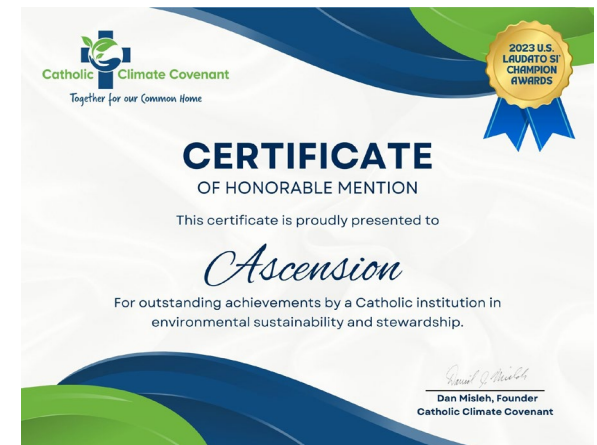 Catholic Climate Covenant
Together for our Common Home
2023 U.S.
LAUDATO SI'
CHAMPION
AWARDS
CERTIFICATE
OF HONORABLE MENTION
This certificate is proudly presented to
Ascension
For outstanding achievements by a Catholic institution in
environmental sustainability and stewardship.
Daniel J. Misleh
Dan Misleh, Founder
Catholic Climate Covenant